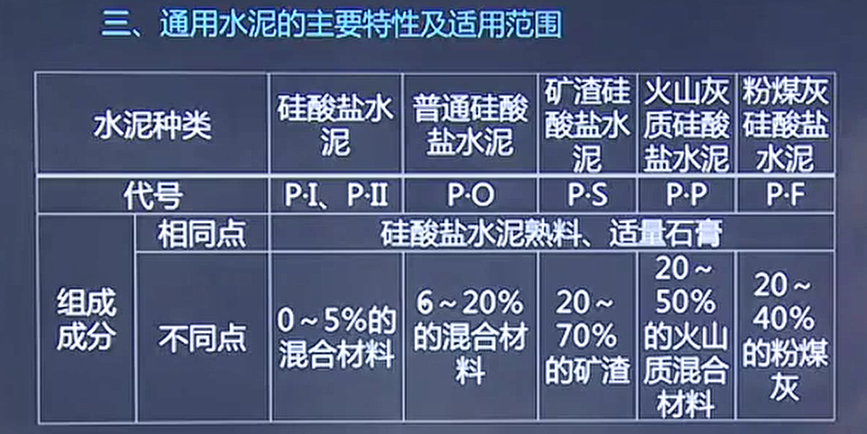 三、通用水泥的主要特性及适用范围
水泥种类
硅酸盐水
泥
普通硅酸
盐水泥
矿渣硅
酸盐水
泥
火山灰
质硅酸
盐水泥
粉煤灰
硅酸盐
水泥
代号
P·I、P·II
P·O
P·S
P·P
P·F
组成
成分
相同点
硅酸盐水泥熟料、适量石膏
不同点
0～5%的
混合材料
6～20%
的混合材
料
20～
70%
的矿渣
20～
50%
的火山
质混合
材料
20～
40%
的粉煤
灰